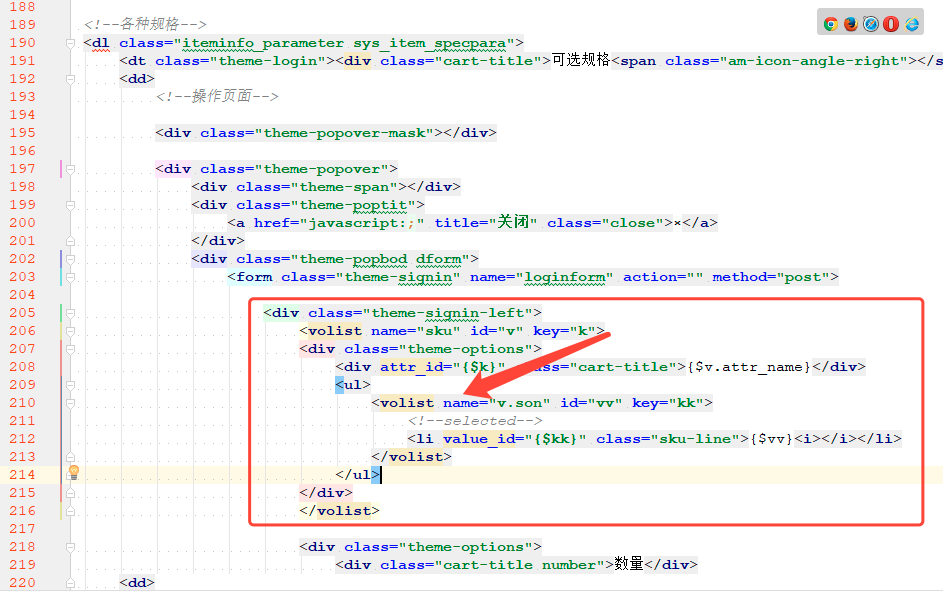 188
189 <!--各种规格-->
190 <dl class="iteminfo_parameter sys_item_specpara">
191 <dt class="theme-login"><div class="cart-title">可选规格<span class="am-icon-angle-right"></s
192 <dd>
193 <!--操作页面-->
194
195 <div class="theme-popover-mask"></div>
196
197 <div class="theme-popover">
198 <div class="theme-span"></div>
199 <div class="theme-poptit">
200 <a href="javascript:;" title="关闭" class="close">×</a>
201 </div>
202 <div class="theme-popbod dform">
203 <form class="theme-signin" name="loginform" action="" method="post">
204
205 <div class="theme-signin-left">
206 <volist name="sku" id="v" key="k">
207 <div class="theme-options">
208 <div attr_id="{$k}" class="cart-title">{$v.attr_name}</div>
209 <ul>
210 <volist name="v.son" id="vv" key="kk">
211 <!--selected-->
212 <li value_id="{$kk}" class="sku-line">{$vv}<i></i></li>
213 </volist>
214 </ul>
215 </div>
216 </volist>
217
218 <div class="theme-options">
219 <div class="cart-title number">数量</div>
220 <dd>